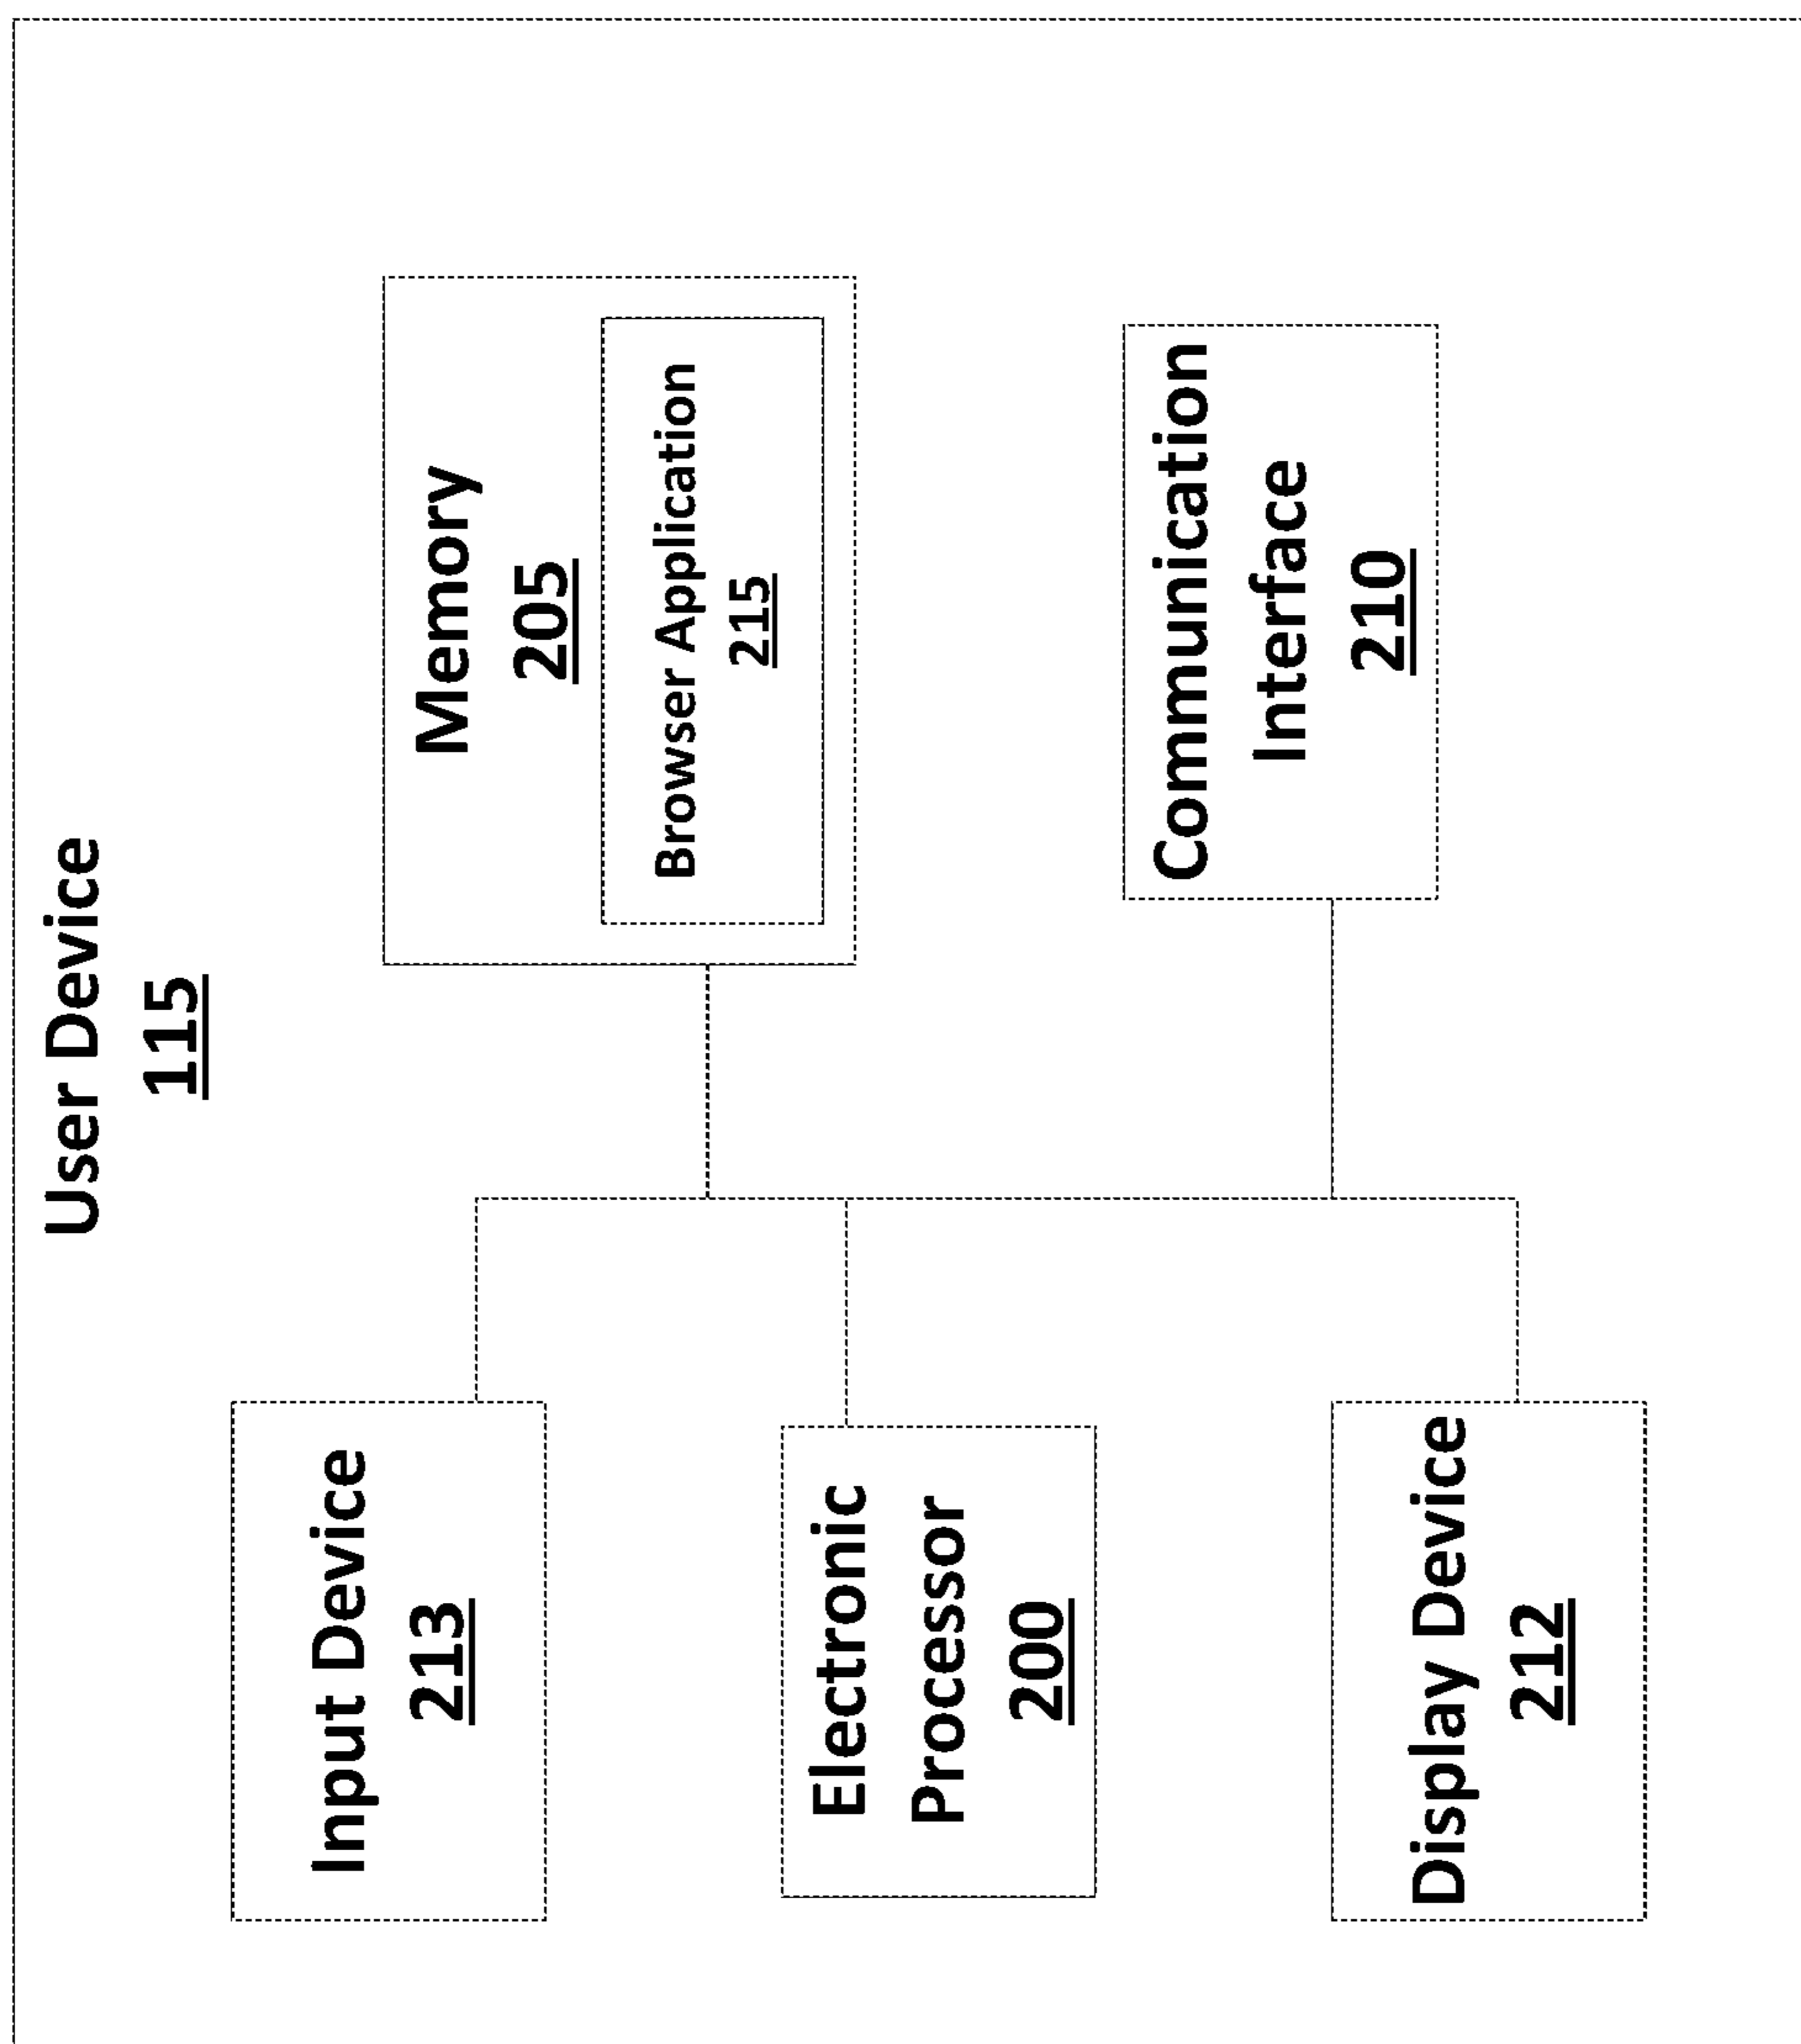 User Device
115
Input Device
213
Memory
205
Browser Application
215
Electronic
Processor
200
Communication
Interface
210
Display Device
212